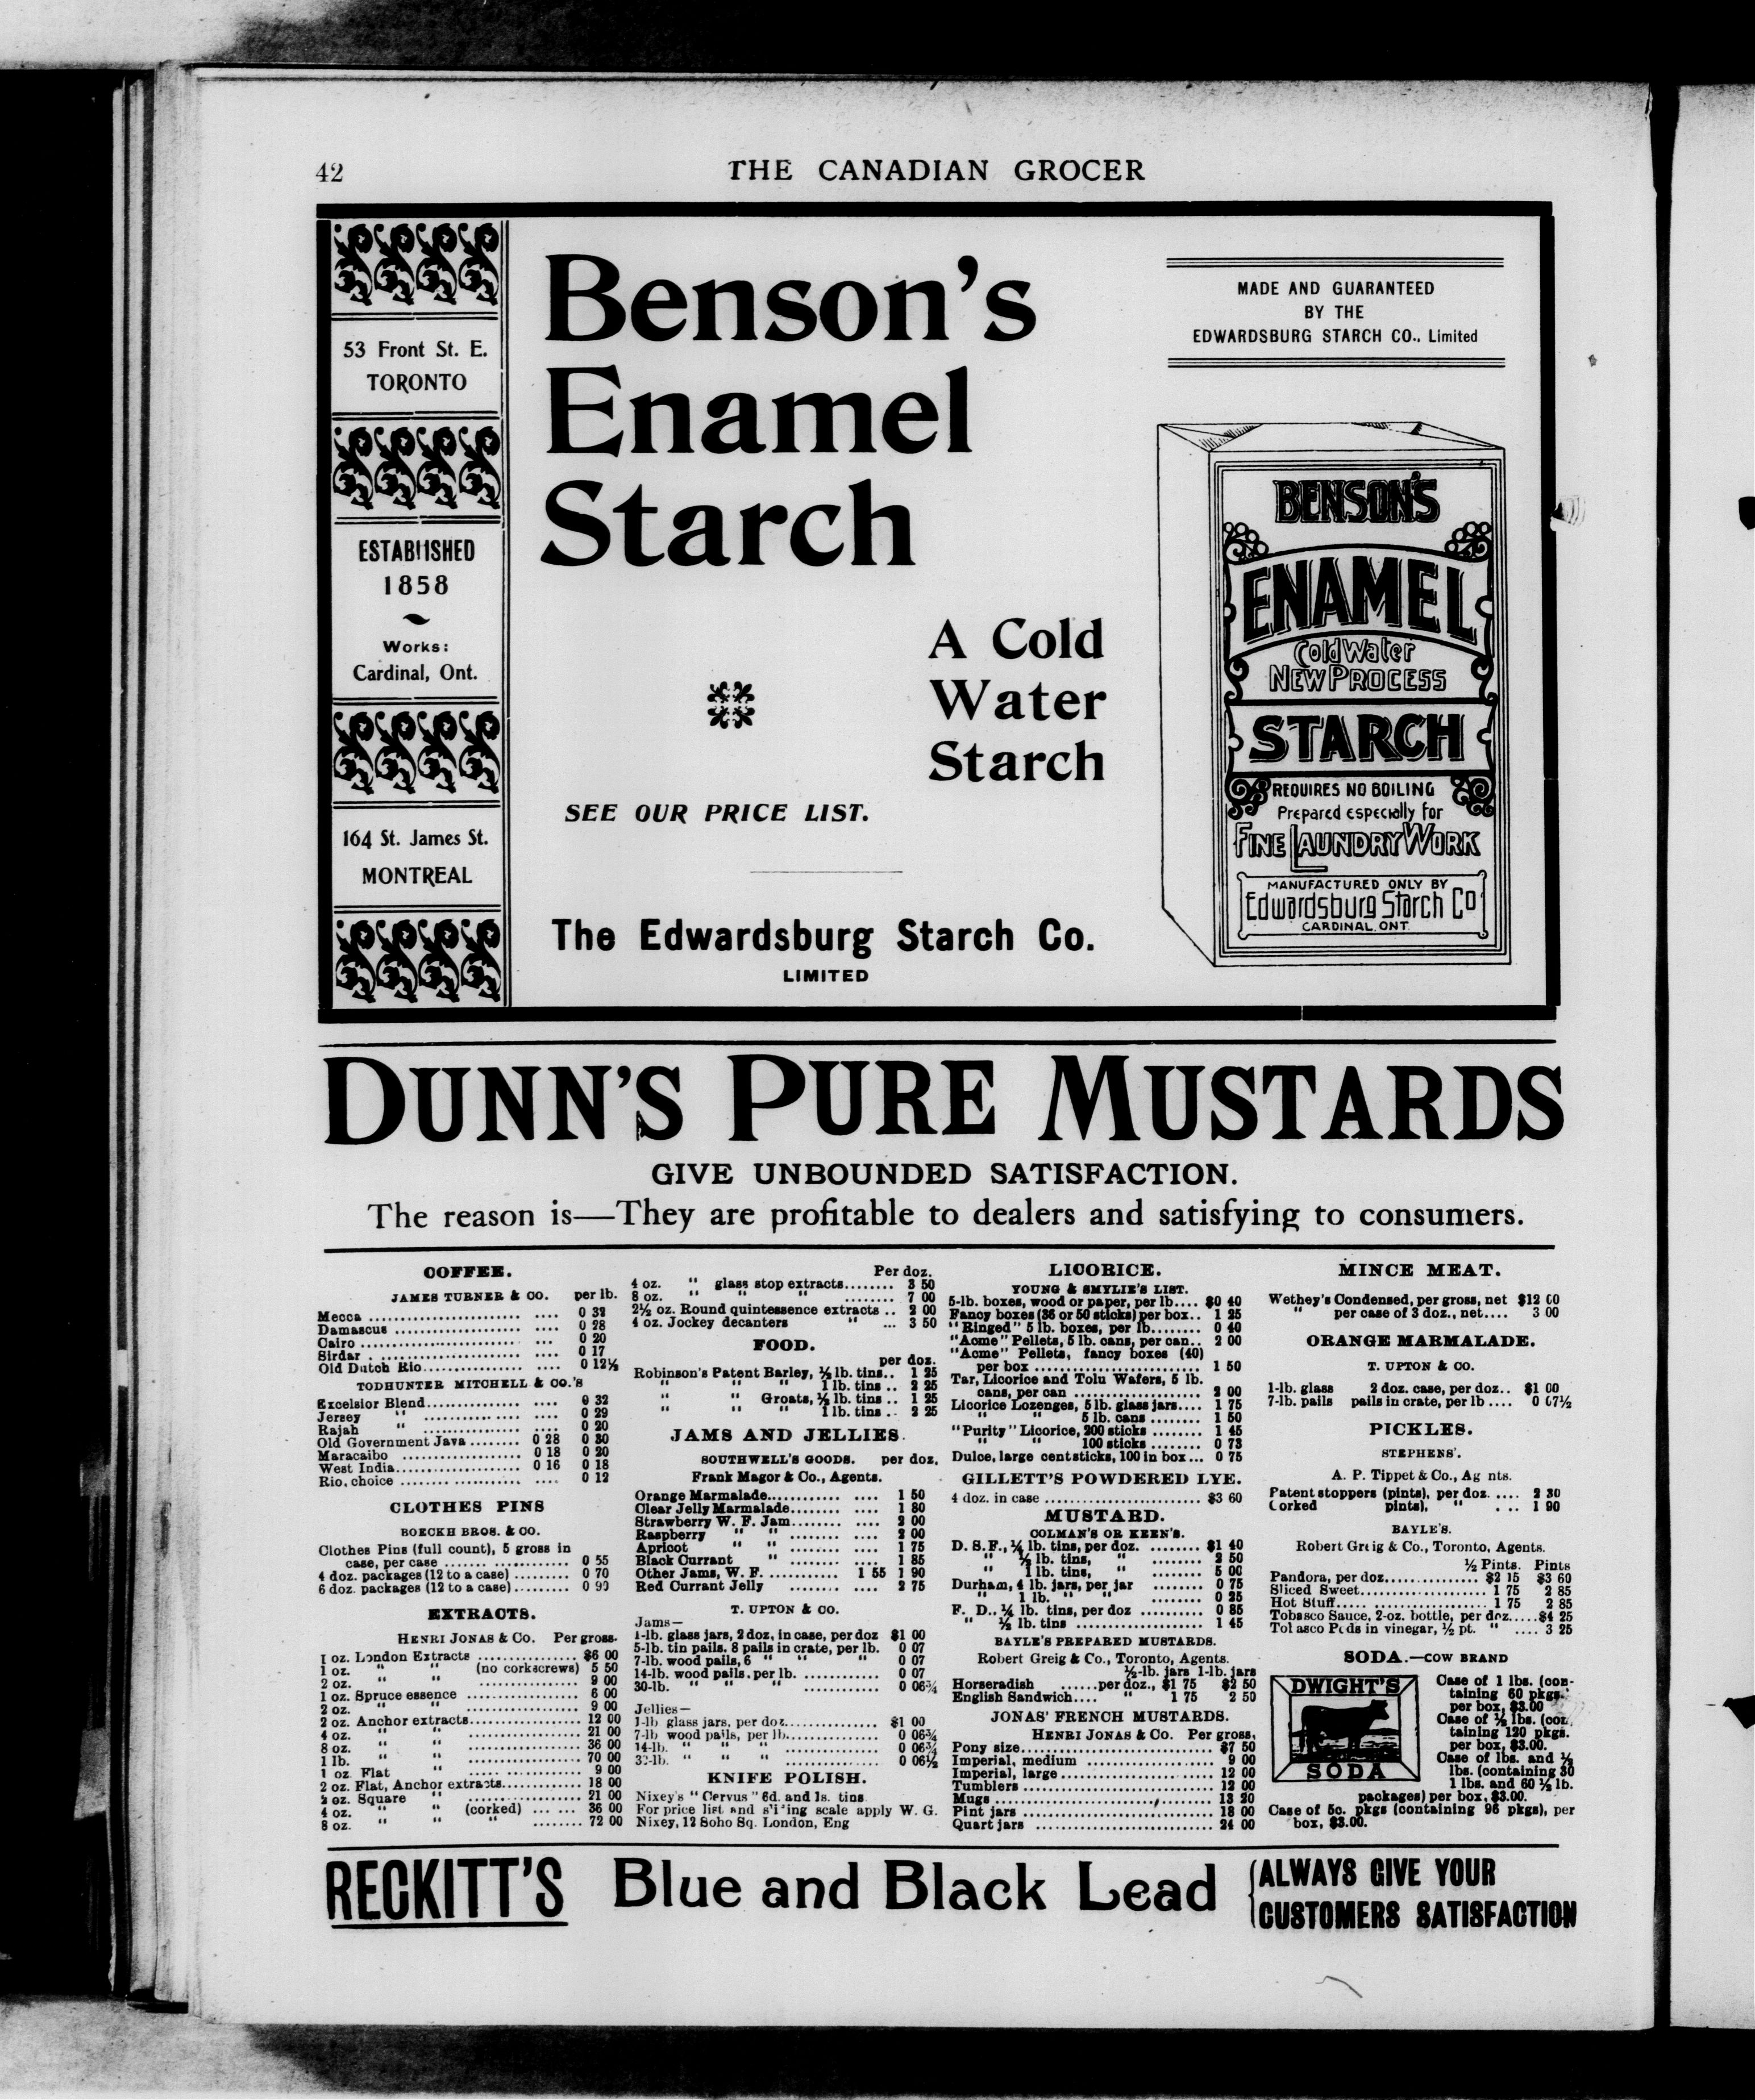 42
THE CANADIAN GROCER
53 Front St. E.
TORONTO
ESTABLISHED
1858
Works:
Cardinal, Ont.
164 St. James St.
MONTREAL
Benson's
Enamel
Starch
A Cold
Water
Starch
SEE OUR PRICE LIST.
The Edwardsburg Starch Co.
LIMITED
MADE AND GUARANTEED
BY THE
EDWARDSBURG STARCH CO., Limited
BENSON'S
ENAMEL
Cold Water
NEW PROCESS
STARCH
REQUIRES NO BOILING
Prepared Especially for
FINE LAUNDRY WORK
MANUFACTURED ONLY BY
Edwardsburg Starch Co
CARDINAL, ONT.
DUNN'S PURE MUSTARDS
GIVE UNBOUNDED SATISFACTION.
The reason is—They are profitable to dealers and satisfying to consumers.
COFFEE.
JAMES TURNER & CO. per lb.
Mecca .... 0 32
Damascus .... 0 28
Cairo .... 0 20
Sirdar .... 0 17
Old Dutch Rio .... 0 12½
TODHUNTER MITCHELL & CO.'S
Excelsior Blend .... 0 32
Jersey " .... 0 29
Rajah " .... 0 20
Old Government Java ........ 0 28 0 30
Maracaibo .... 0 18 0 20
West India .... 0 16 0 18
Rio, choice .... 0 12
CLOTHES PINS
BOECKH BROS. & CO.
Clothes Pins (full count), 5 gross in
case, per case .... 0 55
4 doz. packages (12 to a case) .... 0 70
6 doz. packages (12 to a case) .... 0 90
EXTRACTS.
HENRI JONAS & CO. Per gross.
1 oz. London Extracts .... $6 00
1 oz. " " (no corkscrews) 5 50
2 oz. " " .... 9 00
1 oz. Spruce essence .... 6 00
2 oz. " " .... 9 00
2 oz. Anchor extracts .... 12 00
4 oz. " " .... 21 00
8 oz. " " .... 36 00
1 lb. " " .... 70 00
1 oz. Flat " .... 9 00
2 oz. Flat, Anchor extracts .... 18 00
2 oz. Square " .... 21 00
4 oz. " " (corked) .... 36 00
8 oz. " " " .... 72 00
Per doz.
4 oz. " glass stop extracts ........ 3 50
8 oz. " " " ........ 7 00
2½ oz. Round quintessence extracts .. 2 00
4 oz. Jockey decanters " ... 3 50
FOOD.
per doz.
Robinson's Patent Barley, ½ lb. tins.. 1 25
" " " 1 lb. tins .. 2 25
" " Groats, ½ lb. tins .. 1 25
" " " 1 lb. tins .. 2 25
JAMS AND JELLIES.
SOUTHWELL'S GOODS. per doz.
Frank Magor & Co., Agents.
Orange Marmalade .... 1 50
Clear Jelly Marmalade .... 1 80
Strawberry W. F. Jam .... 2 00
Raspberry " " .... 2 00
Apricot " " .... 1 75
Black Currant " .... 1 85
Other Jams, W. F. .... 1 55 1 90
Red Currant Jelly .... 2 75
T. UPTON & CO.
Jams—
1-lb. glass jars, 2 doz, in case, per doz $1 00
5-lb. tin pails, 8 pails in crate, per lb. 0 07
7-lb. wood pails, 6 " " " 0 07
14-lb. wood pails, per lb. .... 0 07
30-lb. " " " .... 0 06¾
Jellies—
1-lb glass jars, per doz .... $1 00
7-lb wood pails, per lb .... 0 06¾
14-lb. " " " .... 0 06¾
30-lb. " " " .... 0 06½
KNIFE POLISH.
Nixey's "Cervus" 6d. and 1s. tins
For price list and sliding scale apply W. G.
Nixey, 12 Soho Sq. London, Eng
LICORICE.
YOUNG & SMYLIE'S LIST.
5-lb. boxes, wood or paper, per lb.... $0 40
Fancy boxes (36 or 50 sticks) per box.. 1 25
"Ringed" 5 lb. boxes, per lb........ 0 40
"Acme" Pellets, 5 lb. cans, per can.. 2 00
"Acme" Pellets, fancy boxes (40)
per box .... 1 50
Tar, Licorice and Tolu Wafers, 5 lb.
cans, per can .... 2 00
Licorice Lozenges, 5 lb. glass jars.... 1 75
" " 5 lb. cans ........ 1 50
"Purity" Licorice, 200 sticks ........ 1 45
" " 100 sticks ........ 0 73
Dulce, large cent sticks, 100 in box... 0 75
GILLETT'S POWDERED LYE.
4 doz. in case .... $3 60
MUSTARD.
COLMAN'S OR KEEN'S.
D. S. F., ¼ lb. tins, per doz. ........ $1 40
" ½ lb. tins, " ........ 2 50
" 1 lb. tins, " ........ 5 00
Durham, 4 lb. jars, per jar ........ 0 75
" 1 lb. " " ........ 0 25
F. D., ¼ lb. tins, per doz .... 0 85
" ½ lb. tins .... 1 45
BAYLE'S PREPARED MUSTARDS.
Robert Greig & Co., Toronto, Agents.
½-lb. jars 1-lb. jars
Horseradish ......per doz., $1 75 $2 50
English Sandwich.... " 1 75 2 50
JONAS' FRENCH MUSTARDS.
HENRI JONAS & CO. Per gross.
Pony size .... $7 50
Imperial, medium .... 9 00
Imperial, large .... 12 00
Tumblers .... 12 00
Mugs .... 13 20
Pint jars .... 18 00
Quart jars .... 24 00
MINCE MEAT.
Wethey's Condensed, per gross, net $12 00
" per case of 3 doz., net.... 3 00
ORANGE MARMALADE.
T. UPTON & CO.
1-lb. glass 2 doz. case, per doz.. $1 00
7-lb. pails pails in crate, per lb .... 0 07½
PICKLES.
STEPHENS'.
A. P. Tippet & Co., Ag nts.
Patent stoppers (pints), per doz. .... 2 30
Corked pints), " .... 1 90
BAYLE'S.
Robert Greig & Co., Toronto, Agents.
½ Pints. Pints
Pandora, per doz .... $2 15 $3 60
Sliced Sweet .... 1 75 2 85
Hot Stuff .... 1 75 2 85
Tobasco Sauce, 2-oz. bottle, per doz.....$4 25
Tobasco Pods in vinegar, ½ pt. " .... 3 25
SODA.—COW BRAND
DWIGHT'S
SODA
Case of 1 lbs. (con-
taining 60 pkgs.
per box, $3.00
Case of ½ lbs. (con,
taining 120 pkgs.
per box, $3.00.
Case of lbs. and ½
lbs. (containing 30
1 lbs. and 60 ½ lb.
packages) per box, $3.00.
Case of 5c. pkgs (containing 96 pkgs), per
box, $3.00.
RECKITT'S Blue and Black Lead
ALWAYS GIVE YOUR
CUSTOMERS SATISFACTION